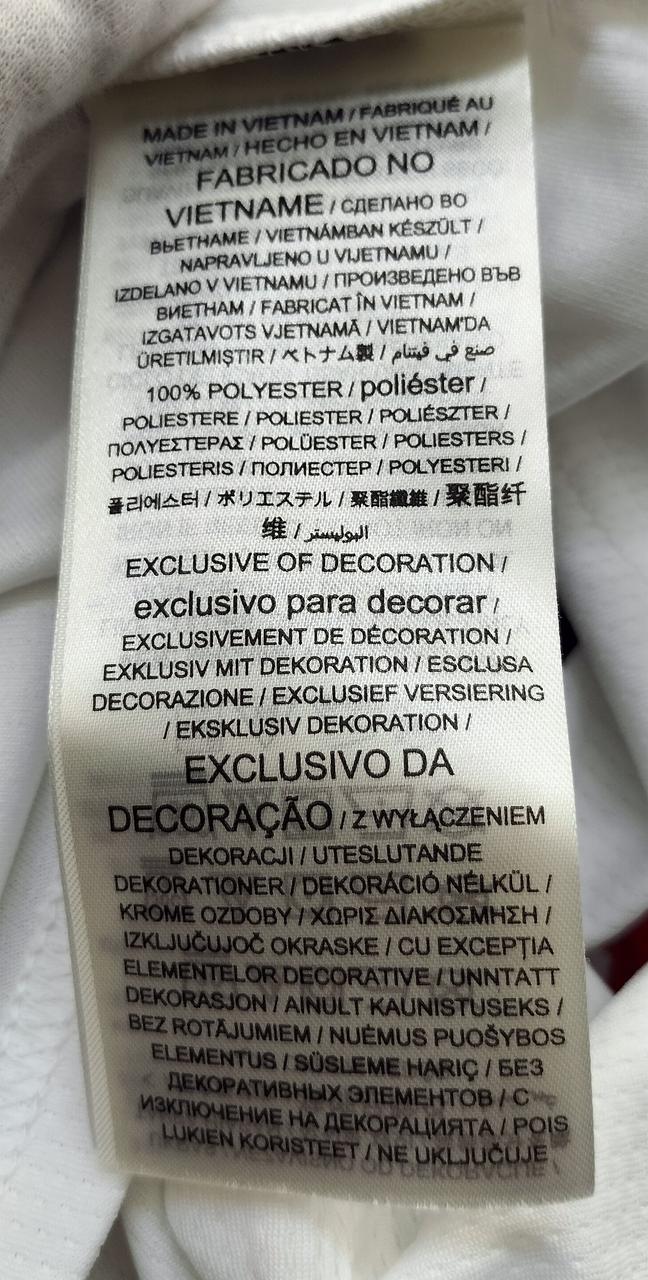 MADE IN VIETNAM / FABRIQUÉ AU
VIETNAM / HECHO EN VIETNAM /
FABRICADO NO
VIETNAME / СДЕЛАНО ВО
ВЬЕТНАМЕ / VIETNÁMBAN KÉSZÜLT /
NAPRAVLJENO U VIJETNAMU /
IZDELANO V VIETNAMU / ПРОИЗВЕДЕНО ВЪВ
ВИЕТНАМ / FABRICAT ÎN VIETNAM /
IZGATAVOTS VJETNAMĀ / VIETNAM'DA
ÜRETILMIŞTIR / ベトナム製 / صنع في فيتنام
100% POLYESTER / poliéster /
POLIESTERE / POLIESTER / POLIÉSZTER /
ΠΟΛΥΕΣΤΕΡΑΣ / POLÜESTER / POLIESTERS /
POLIESTERIS / ПОЛИЕСТЕР / POLYESTERI /
폴리에스터 / ポリエステル / 聚酯纖維 / 聚酯纤
维 / البوليستر
EXCLUSIVE OF DECORATION /
exclusivo para decorar /
EXCLUSIVEMENT DE DÉCORATION /
EXKLUSIV MIT DEKORATION / ESCLUSA
DECORAZIONE / EXCLUSIEF VERSIERING
/ EKSKLUSIV DEKORATION /
EXCLUSIVO DA
DECORAÇÃO / Z WYŁĄCZENIEM
DEKORACJI / UTESLUTANDE
DEKORATIONER / DEKORÁCIÓ NÉLKÜL /
KROME OZDOBY / ΧΩΡΙΣ ΔΙΑΚΟΣΜΗΣΗ /
IZKLJUČUJOČ OKRASKE / CU EXCEPȚIA
ELEMENTELOR DECORATIVE / UNNTATT
DEKORASJON / AINULT KAUNISTUSEKS /
BEZ ROTĀJUMIEM / NUĖMUS PUOŠYBOS
ELEMENTUS / SÜSLEME HARIÇ / БЕЗ
ДЕКОРАТИВНЫХ ЭЛЕМЕНТОВ / С
ИЗКЛЮЧЕНИЕ НА ДЕКОРАЦИЯТА / POIS
LUKIEN KORISTEET / NE UKLJUČUJE